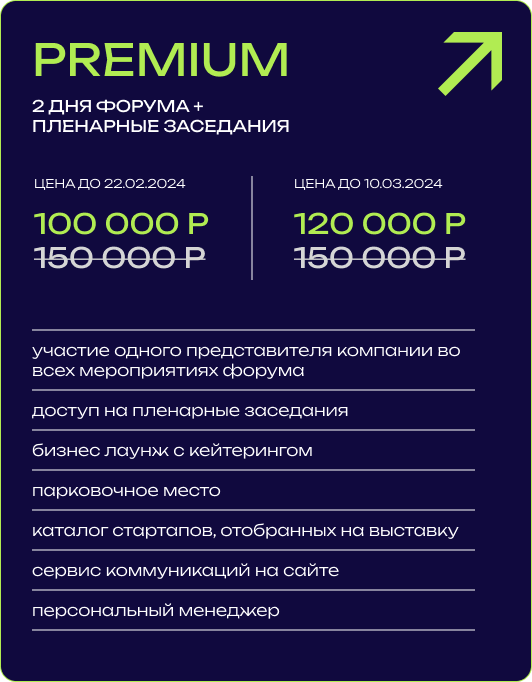 PREMIUM
2 ДНЯ ФОРУМА +
ПЛЕНАРНЫЕ ЗАСЕДАНИЯ
ЦЕНА ДО 22.02.2024
100 000 Р
150 000 Р
ЦЕНА ДО 10.03.2024
120 000 Р
150 000 Р
участие одного представителя компании во
всех мероприятиях форума
доступ на пленарные заседания
бизнес лаунж с кейтерингом
парковочное место
каталог стартапов, отобранных на выставку
сервис коммуникаций на сайте
персональный менеджер